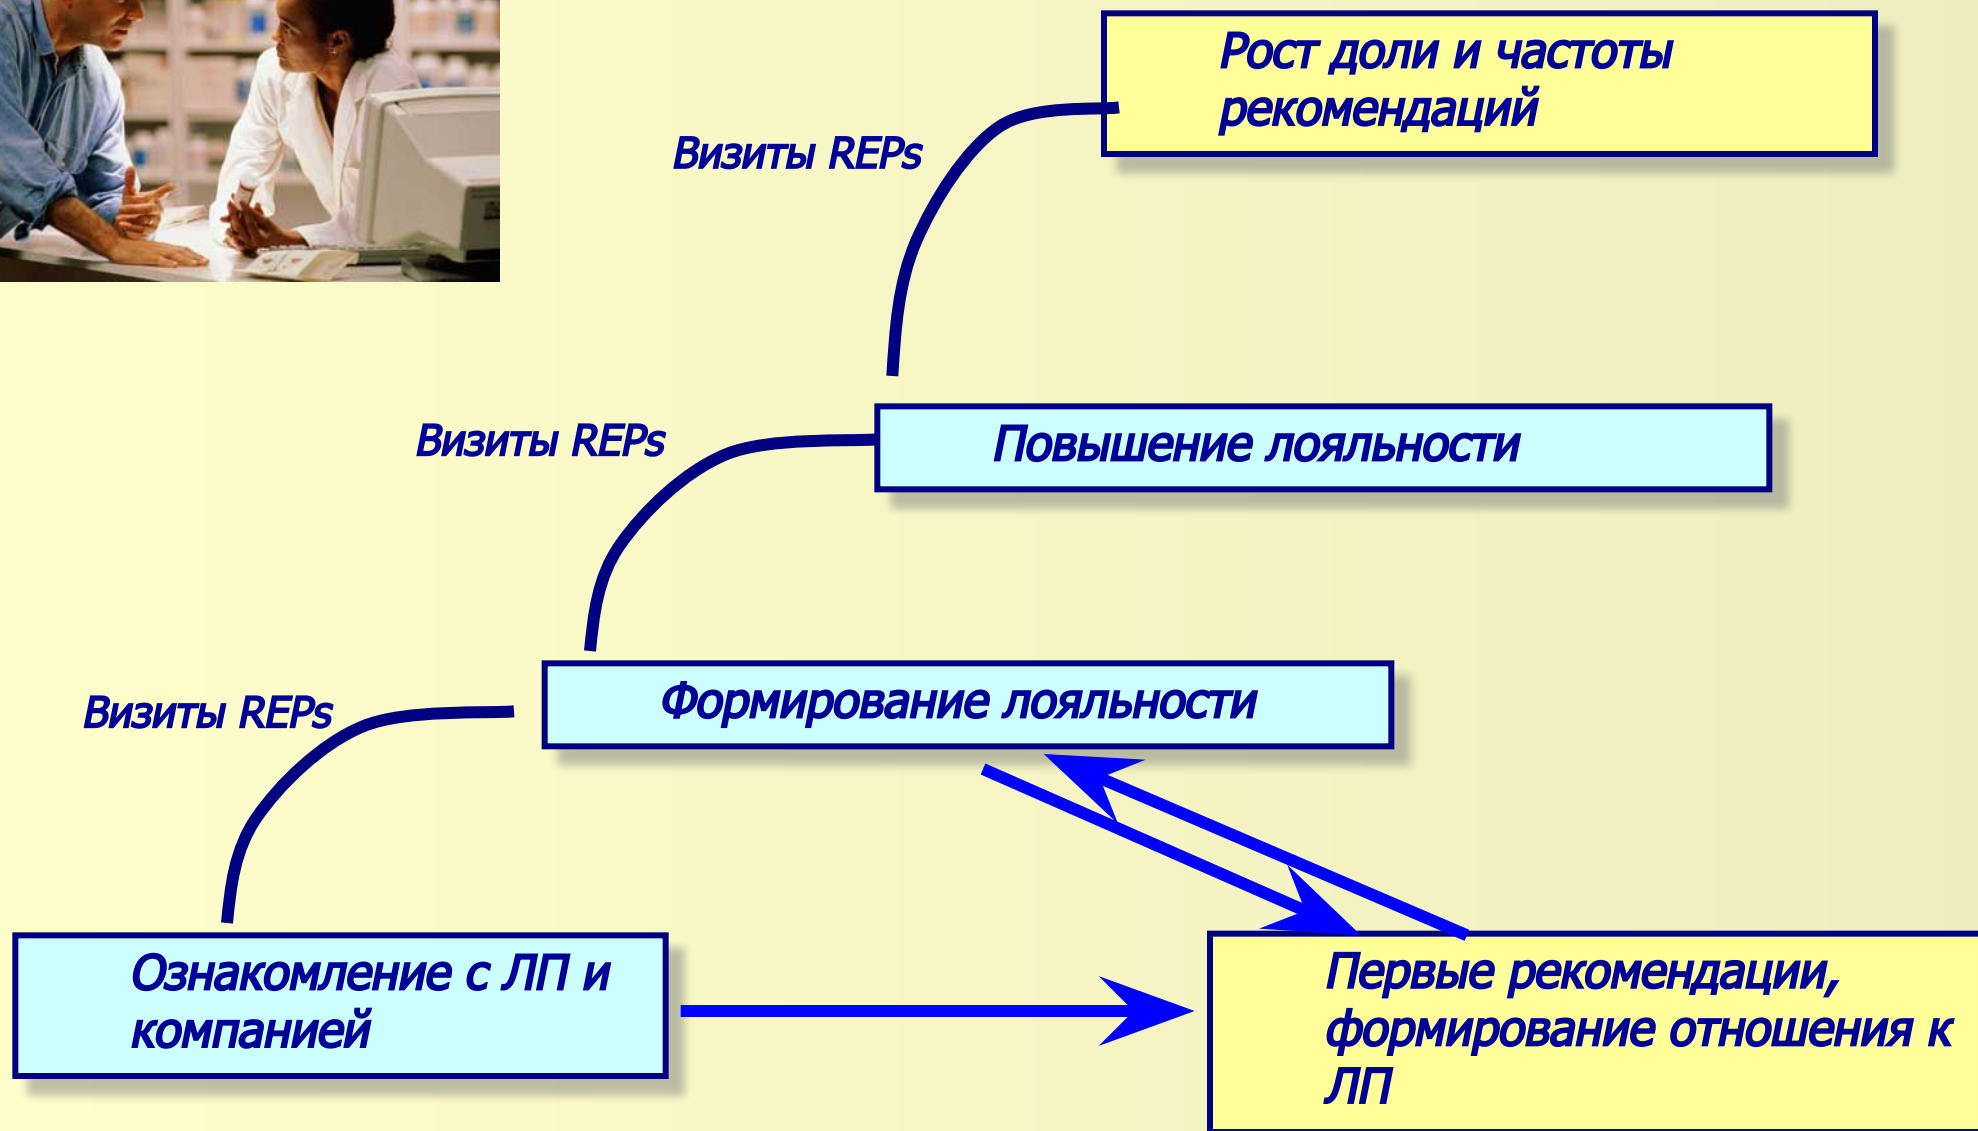 Рост доли и частоты
рекомендаций
Визиты REPs
Визиты REPs
Повышение лояльности
Формирование лояльности
Визиты REPs
Ознакомление с ЛП и
компанией
Первые рекомендации,
формирование отношения к
ЛП